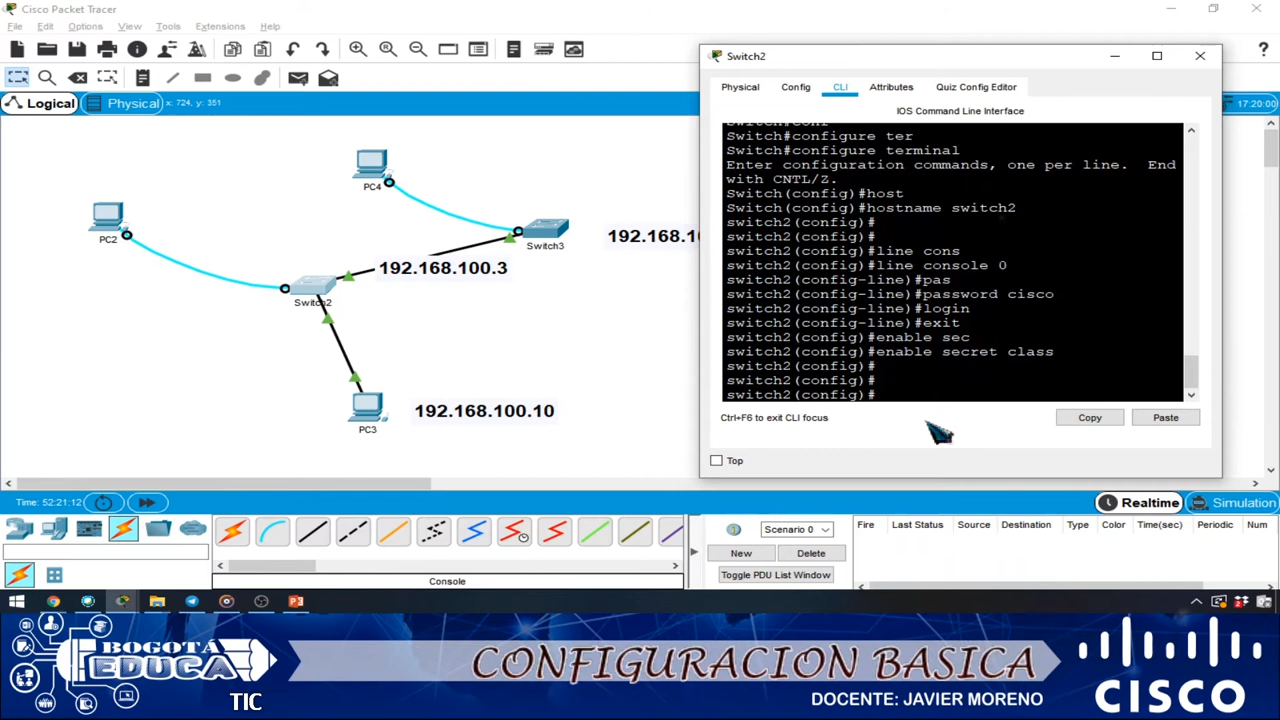 Cisco Packet Tracer
File Edit Options View Tools Extensions Help
Logical Physical x: 724, y: 351
17:20:00
Switch2
Physical Config CLI Attributes Quiz Config Editor
IOS Command Line Interface
Switch#conf
Switch#configure ter
Switch#configure terminal
Enter configuration commands, one per line. End
with CNTL/Z.
Switch(config)#host
Switch(config)#hostname switch2
switch2(config)#
switch2(config)#
switch2(config)#line cons
switch2(config)#line console 0
switch2(config-line)#pas
switch2(config-line)#password cisco
switch2(config-line)#login
switch2(config-line)#exit
switch2(config)#enable sec
switch2(config)#enable secret class
switch2(config)#
switch2(config)#
switch2(config)#
Ctrl+F6 to exit CLI focus
Copy Paste
Top
PC4
PC2
Switch3
192.168.10
192.168.100.3
Switch2
192.168.100.10
PC3
Time: 52:21:12
Realtime Simulation
Scenario 0
New Delete
Toggle PDU List Window
Fire Last Status Source Destination Type Color Time(sec) Periodic Num
Console
BOGOTÁ
EDUCA
TIC
CONFIGURACION BASICA
DOCENTE: JAVIER MORENO
CISCO